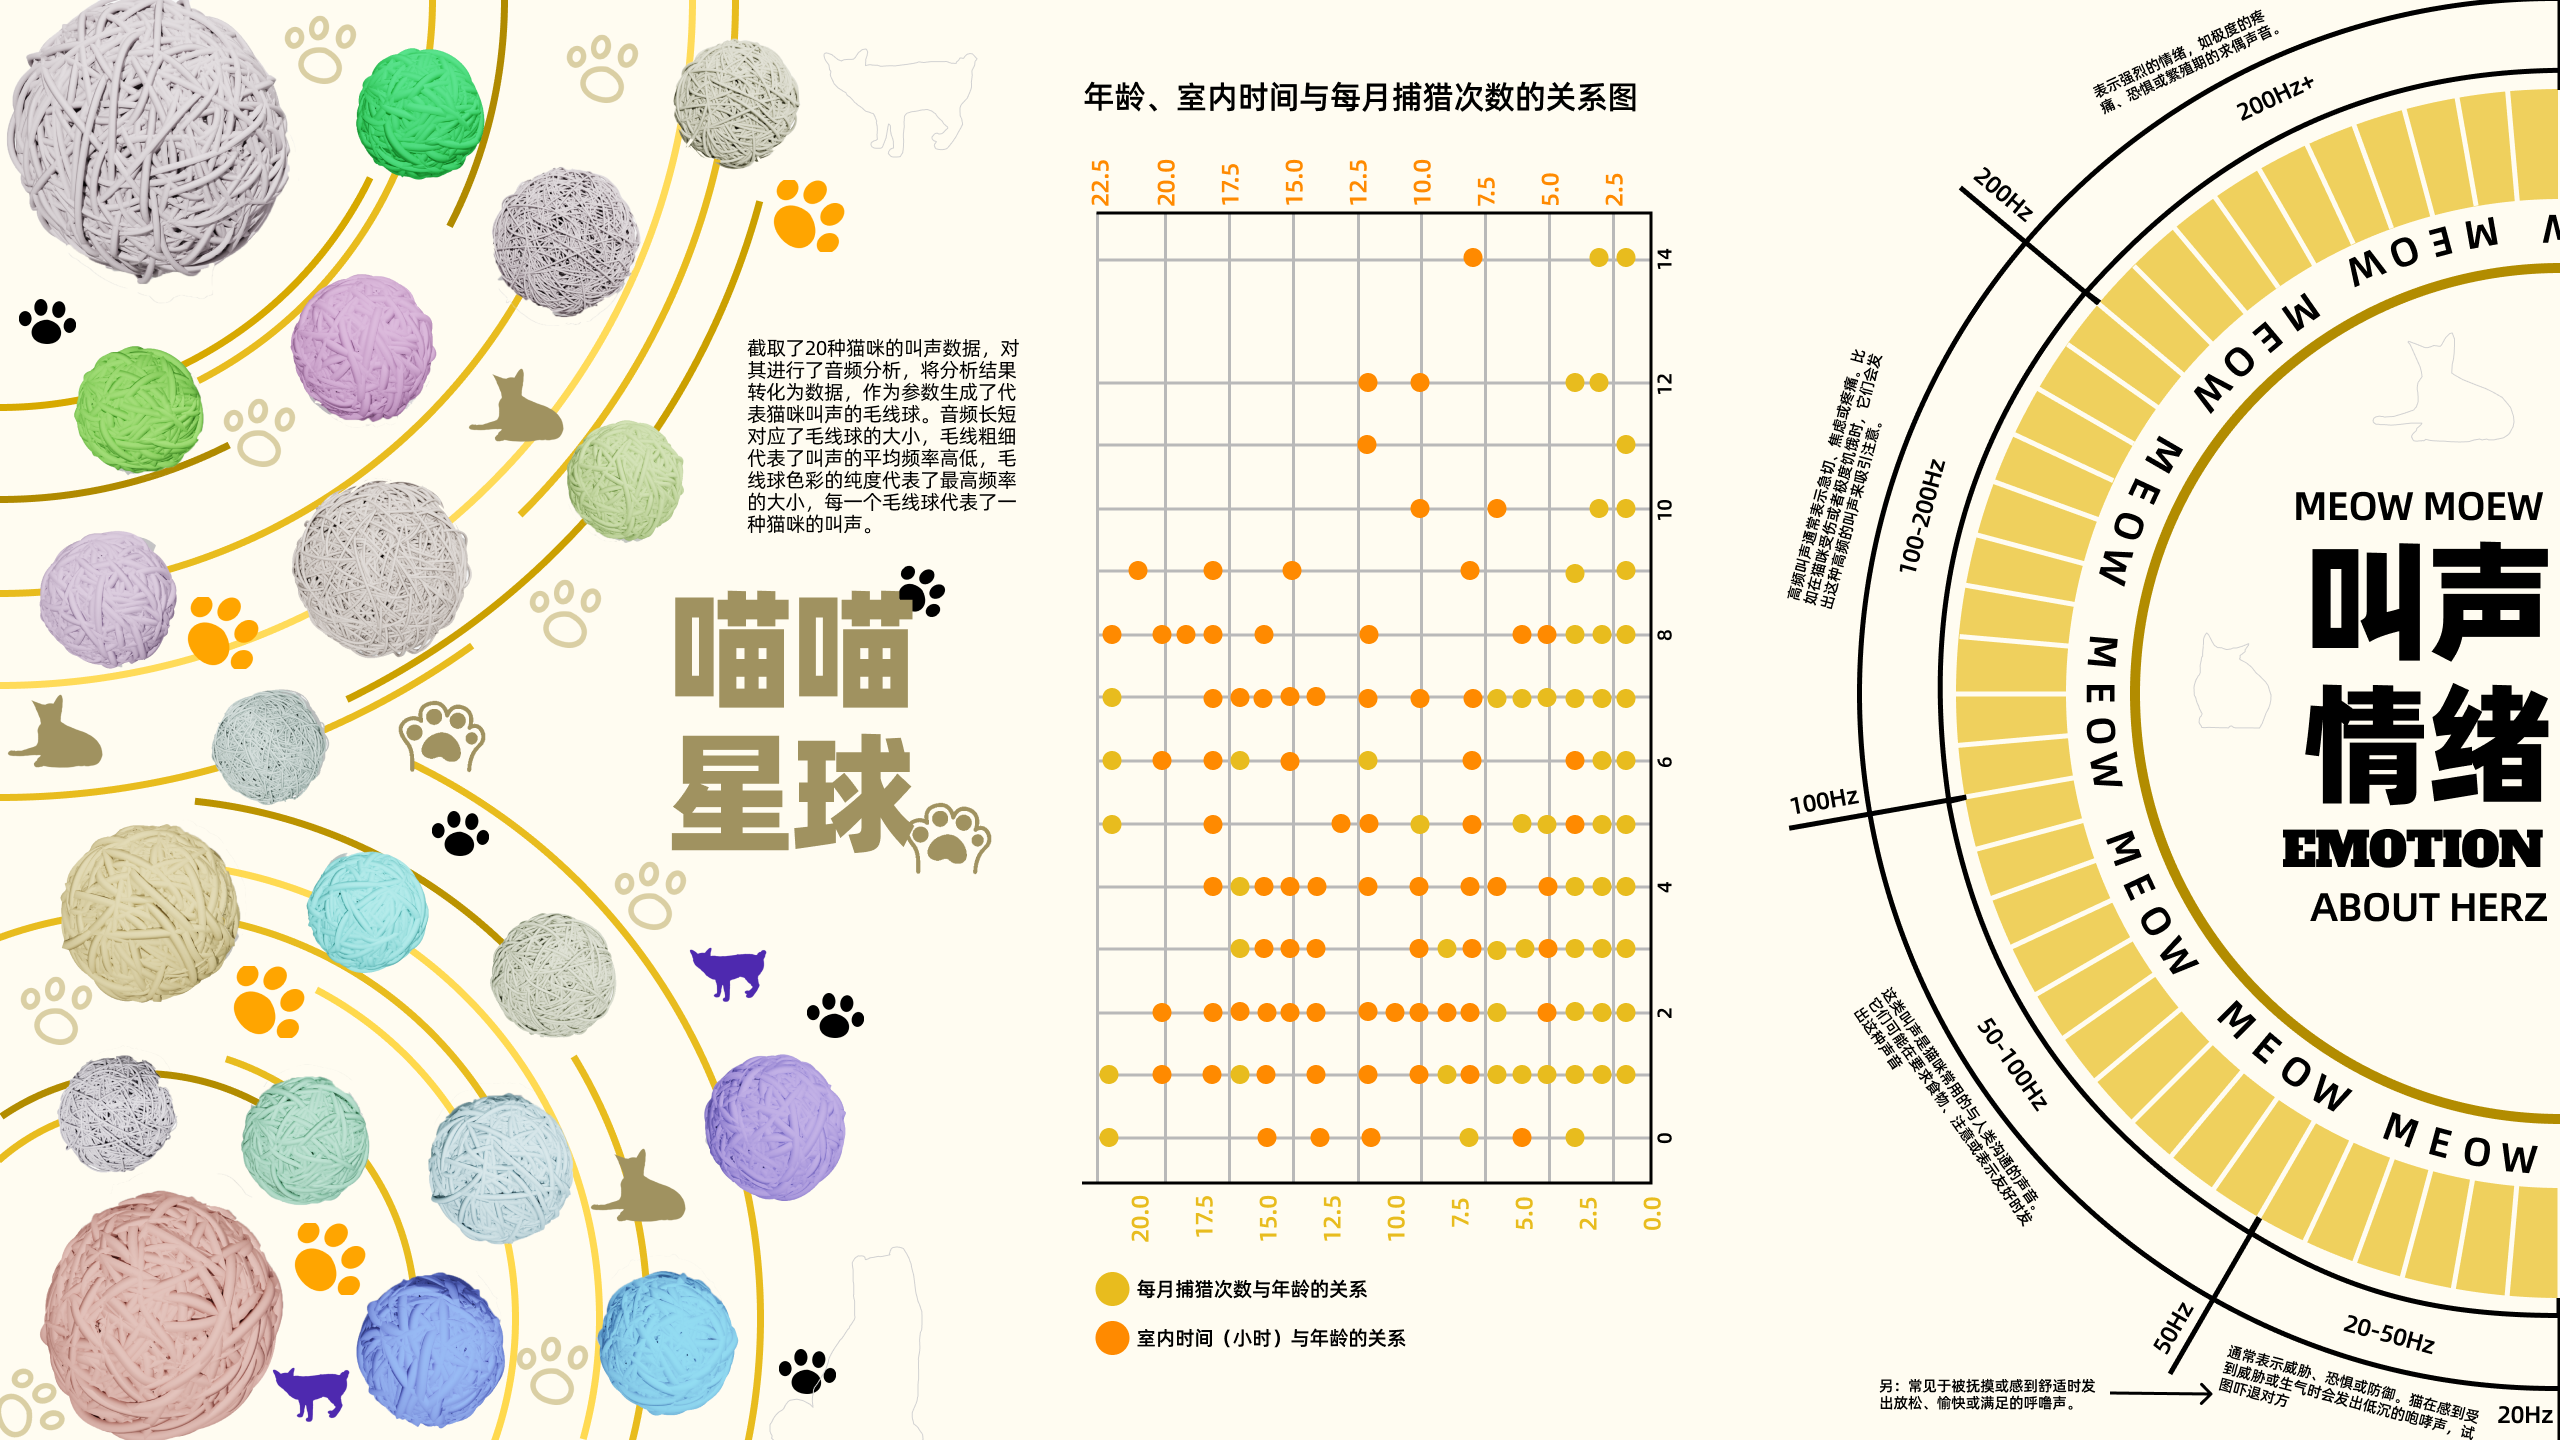 截取了20种猫咪的叫声数据，对
其进行了音频分析，将分析结果
转化为数据，作为参数生成了代
表猫咪叫声的毛线球。音频长短
对应了毛线球的大小，毛线粗细
代表了叫声的平均频率高低，毛
线球色彩的纯度代表了最高频率
的大小，每一个毛线球代表了一
种猫咪的叫声。
喵喵
星球
年龄、室内时间与每月捕猎次数的关系图
22.5
20.0
17.5
15.0
12.5
10.0
7.5
5.0
2.5
14
12
11
10
9
8
7
6
5
4
3
2
1
0
20.0
17.5
15.0
12.5
10.0
7.5
5.0
2.5
0.0
每月捕猎次数与年龄的关系
室内时间（小时）与年龄的关系
表示强烈的情绪，如极度的疼
痛、恐惧或繁殖期的求偶声音。
200Hz+
200Hz
高频叫声通常表示急切、焦虑或疼痛。比
如在猫咪受伤或者极度饥饿时，它们会发
出这种高频的叫声来吸引注意。
100-200Hz
100Hz
这类叫声是猫咪常用的与人类沟通的声音。
它们可能在要求食物、注意或表示友好时发
出这种声音
50-100Hz
50Hz
20-50Hz
通常表示威胁、恐惧或防御。猫在感到受
到威胁或生气时会发出低沉的咆哮声，试
图吓退对方
20Hz
另：常见于被抚摸或感到舒适时发
出放松、愉快或满足的呼噜声。
MEOW MEOW MEOW MEOW MEOW MEOW MEOW MEOW
MEOW MOEW
叫声
情绪
EMOTION
ABOUT HERZ